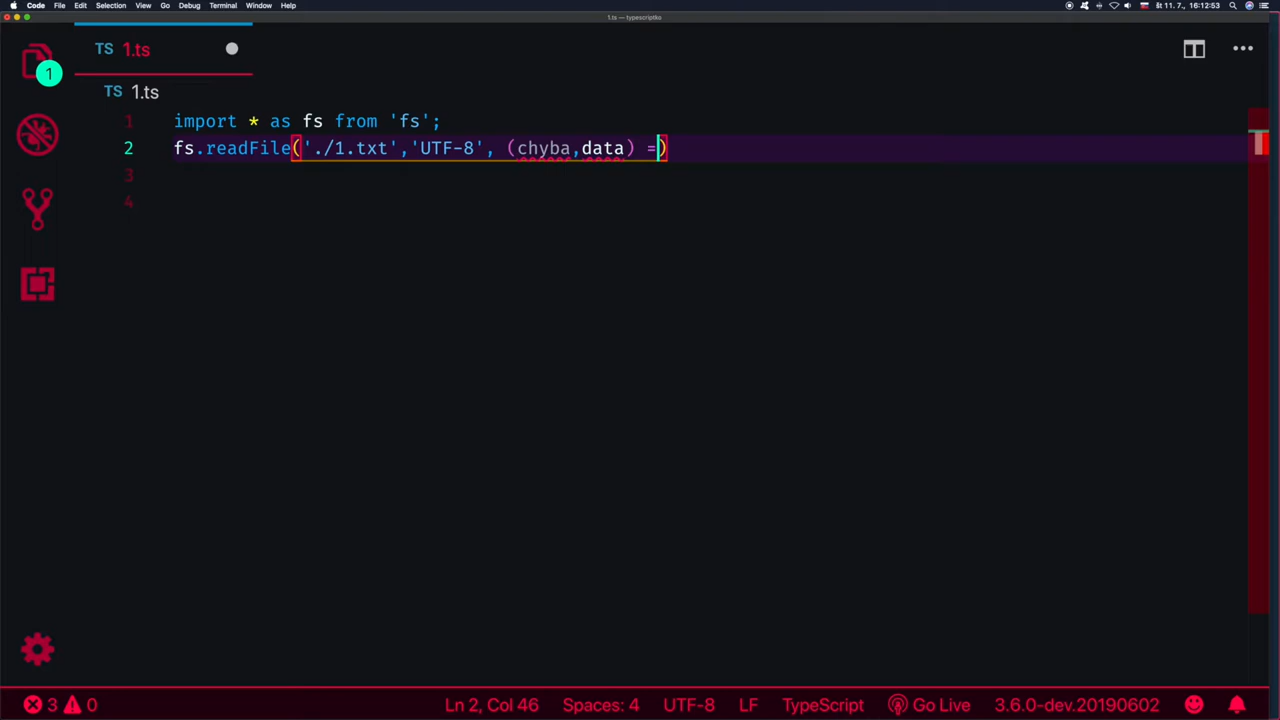 Code File Edit Selection View Go Debug Terminal Window Help št 11. 7., 16:12:53
1.ts — typescriptko
TS 1.ts
1
TS 1.ts
1 import * as fs from 'fs';
2 fs.readFile('./1.txt','UTF-8', (chyba,data) =)
3
4
3 0 Ln 2, Col 46 Spaces: 4 UTF-8 LF TypeScript Go Live 3.6.0-dev.20190602